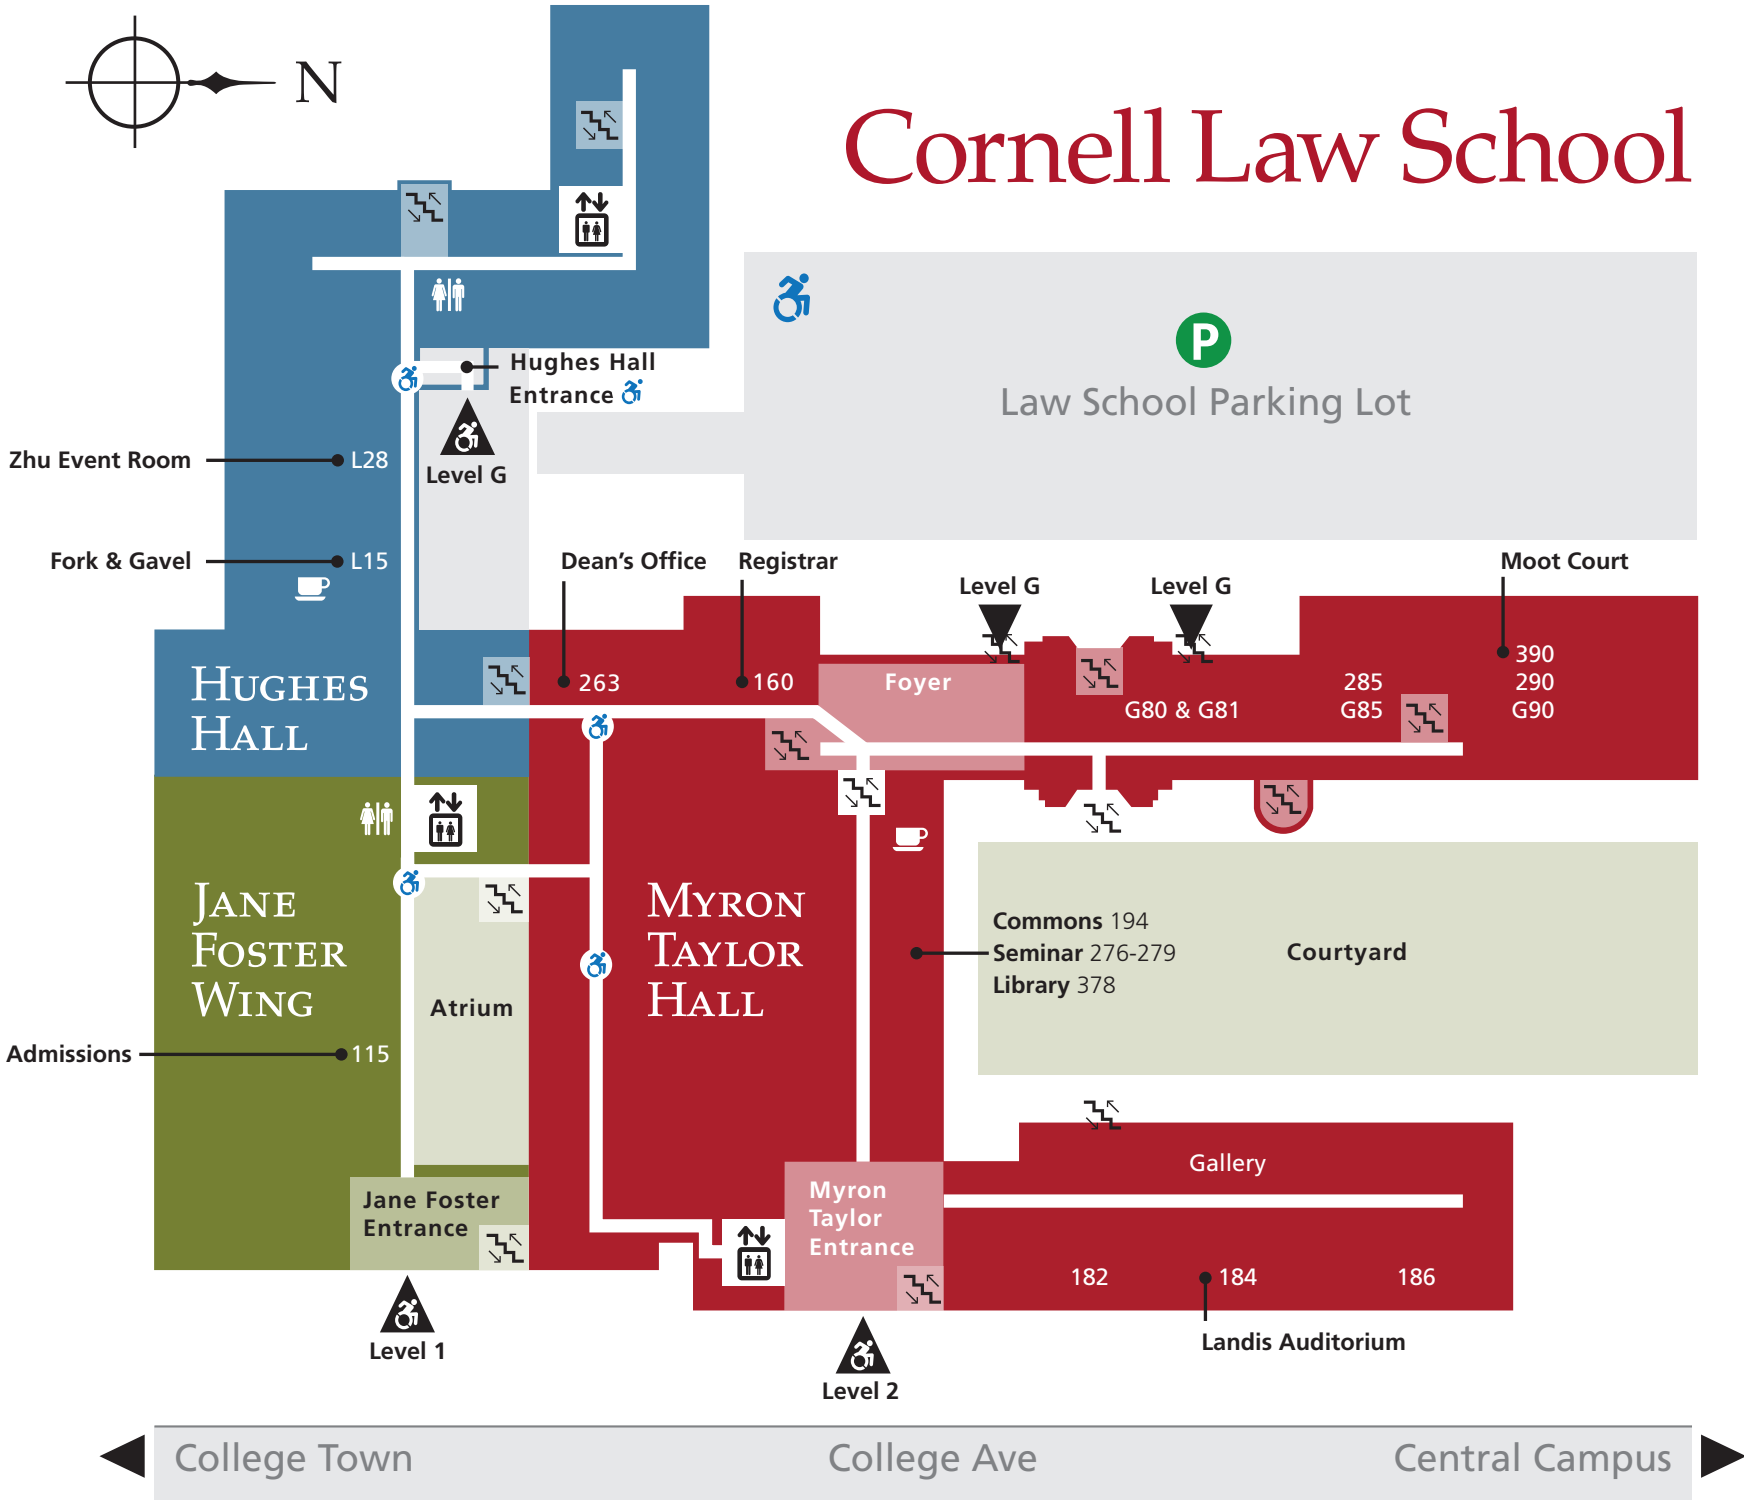 N
Cornell Law School
P
Law School Parking Lot
Hughes Hall
Entrance
Level G
Zhu Event Room
L28
Fork & Gavel
L15
Dean’s Office
Registrar
Level G
Level G
Moot Court
HUGHES
HALL
263
160
Foyer
G80 & G81
285
G85
390
290
G90
JANE
FOSTER
WING
Atrium
Admissions
115
MYRON
TAYLOR
HALL
Commons 194
Seminar 276-279
Library 378
Courtyard
Jane Foster
Entrance
Myron
Taylor
Entrance
Gallery
182
184
186
Landis Auditorium
Level 1
Level 2
College Town
College Ave
Central Campus